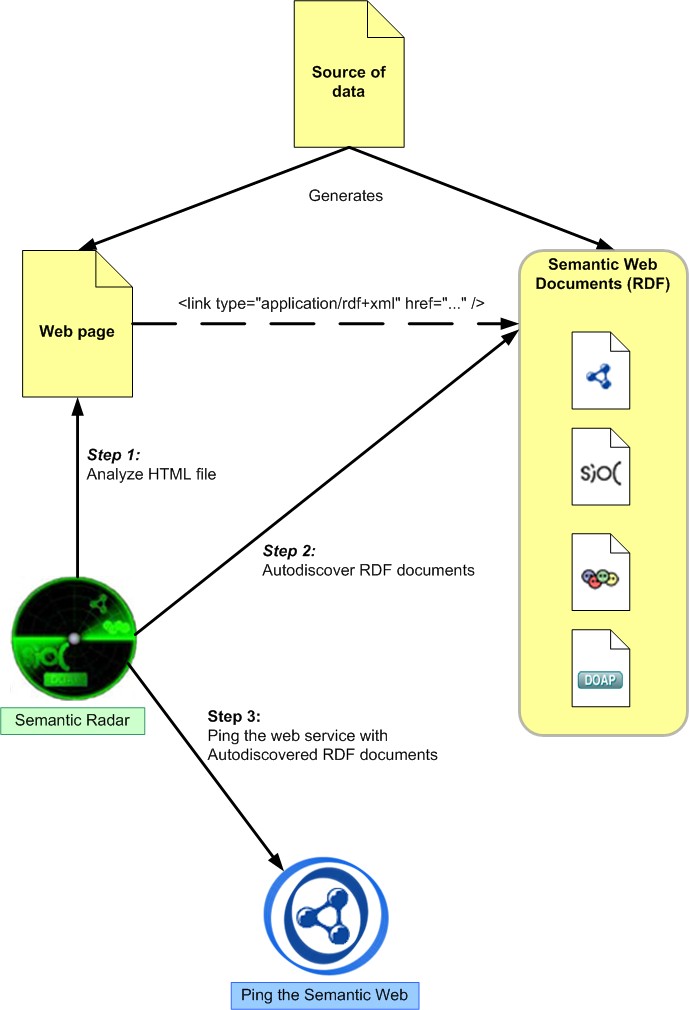 Source of
data
Generates
Web page
<link type="application/rdf+xml" href="..." />
Semantic Web
Documents (RDF)
sioc
DOAP
Step 1:
Analyze HTML file
Step 2:
Autodiscover RDF documents
sioc
DOAP
Semantic Radar
Step 3:
Ping the web service with
Autodiscovered RDF documents
Ping the Semantic Web